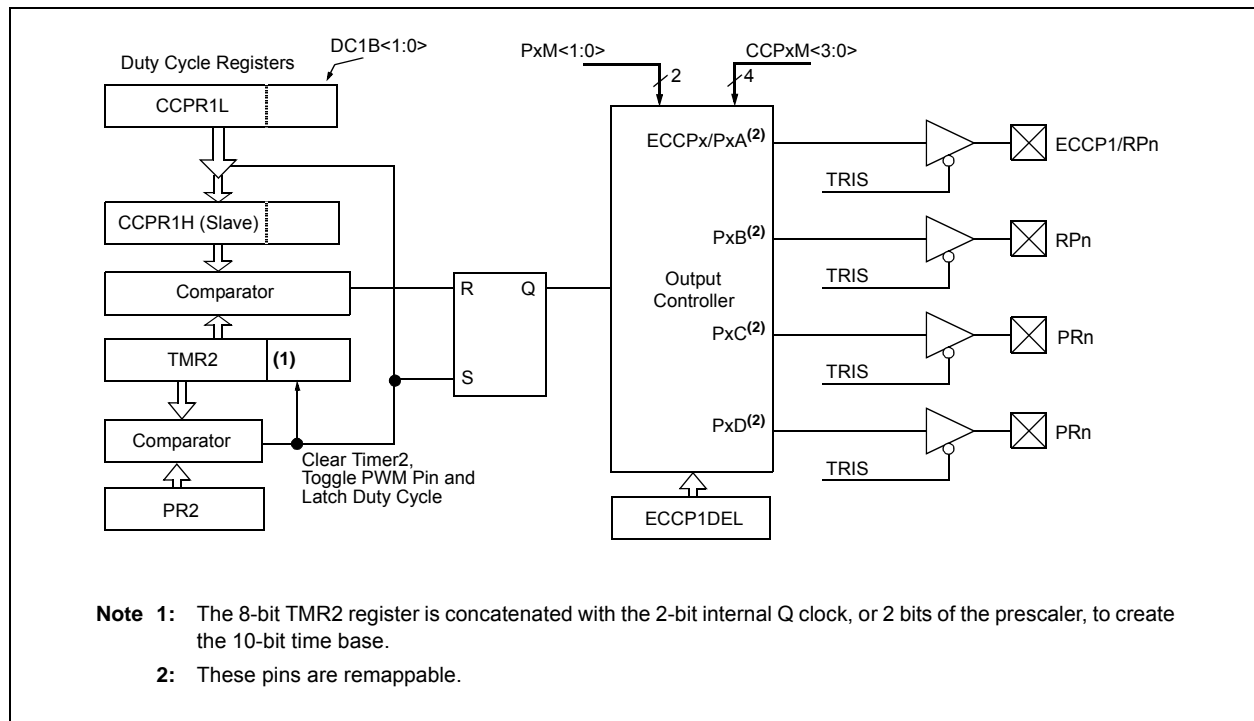 DC1B<1:0>
Duty Cycle Registers
CCPR1L
CCPR1H (Slave)
Comparator
TMR2
(1)
Comparator
PR2
Clear Timer2,
Toggle PWM Pin and
Latch Duty Cycle
R
Q
S
PxM<1:0>
2
CCPxM<3:0>
4
ECCPx/PxA(2)
PxB(2)
Output
Controller
PxC(2)
PxD(2)
ECCP1DEL
TRIS
ECCP1/RPn
TRIS
RPn
TRIS
PRn
TRIS
PRn
Note 1: The 8-bit TMR2 register is concatenated with the 2-bit internal Q clock, or 2 bits of the prescaler, to create
the 10-bit time base.
2: These pins are remappable.